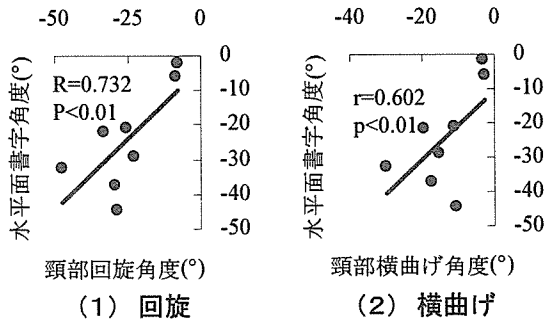 -50 -25 0
0
-10
-20
-30
-40
-50
R=0.732
P<0.01
水平面書字角度(°)
頸部回旋角度(°)
(1) 回旋
-40 -20 0
0
-10
-20
-30
-40
-50
r=0.602
p<0.01
水平面書字角度(°)
頸部横曲げ角度(°)
(2) 横曲げ